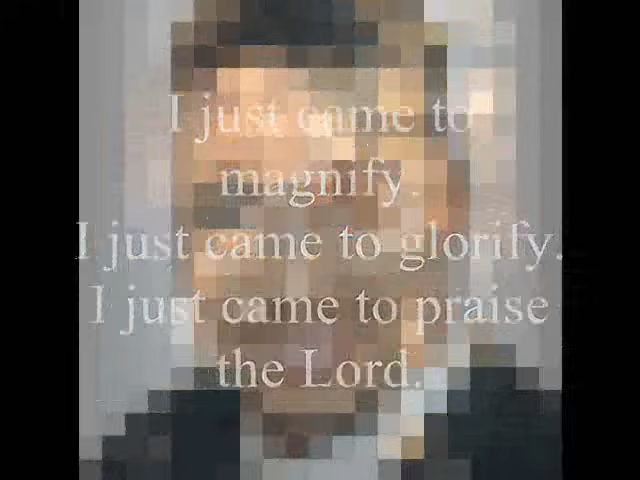 I just came to
magnify.
I just came to glorify.
I just came to praise
the Lord.